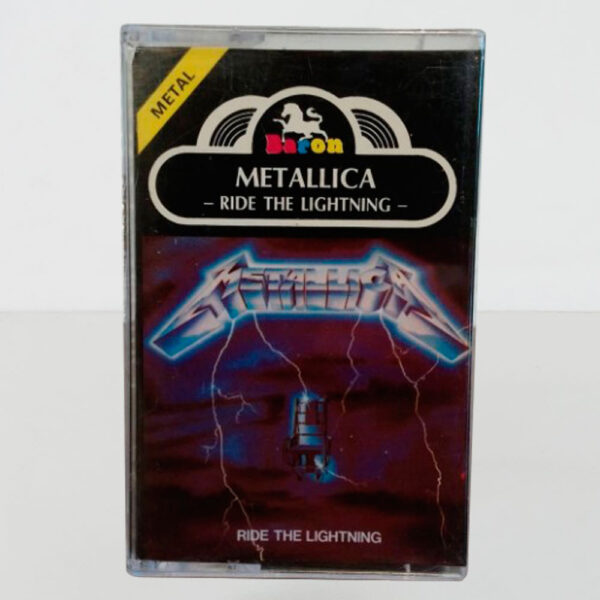 METAL
Baron
METALLICA
– RIDE THE LIGHTNING –
METALLICA
RIDE THE LIGHTNING